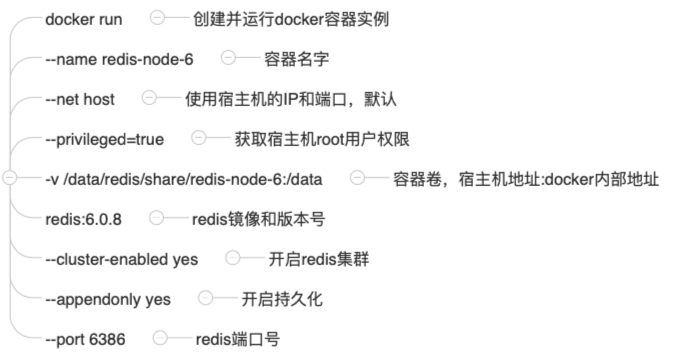 docker run 创建并运行docker容器实例
--name redis-node-6 容器名字
--net host 使用宿主机的IP和端口，默认
--privileged=true 获取宿主机root用户权限
-v /data/redis/share/redis-node-6:/data 容器卷，宿主机地址:docker内部地址
redis:6.0.8 redis镜像和版本号
--cluster-enabled yes 开启redis集群
--appendonly yes 开启持久化
--port 6386 redis端口号